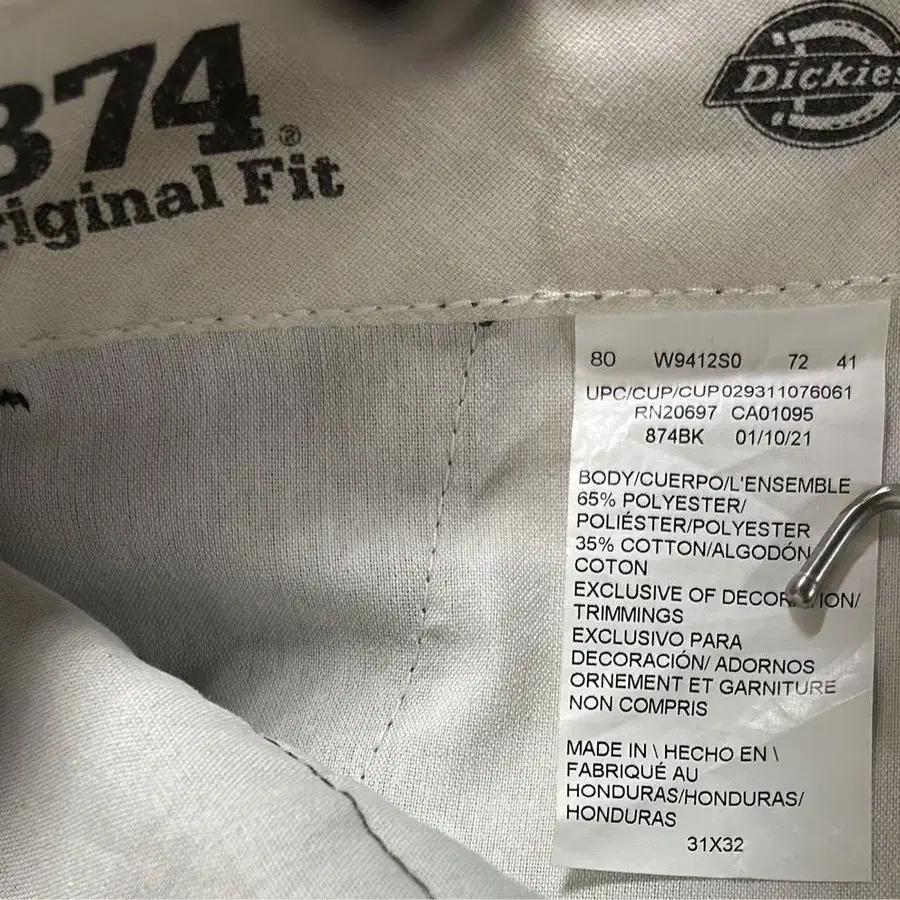 874®
Original Fit
Dickies
80 W9412S0 72 41
UPC/CUP/CUP029311076061
RN20697 CA01095
874BK 01/10/21
BODY/CUERPO/L'ENSEMBLE
65% POLYESTER/
POLIÉSTER/POLYESTER
35% COTTON/ALGODÓN
COTON
EXCLUSIVE OF DECORATION/
TRIMMINGS
EXCLUSIVO PARA
DECORACIÓN/ ADORNOS
ORNEMENT ET GARNITURE
NON COMPRIS
MADE IN \ HECHO EN \
FABRIQUÉ AU
HONDURAS/HONDURAS/
HONDURAS
31X32